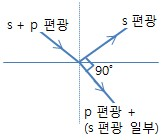 s + p 편광
s 편광
90°
p 편광 +
(s 편광 일부)